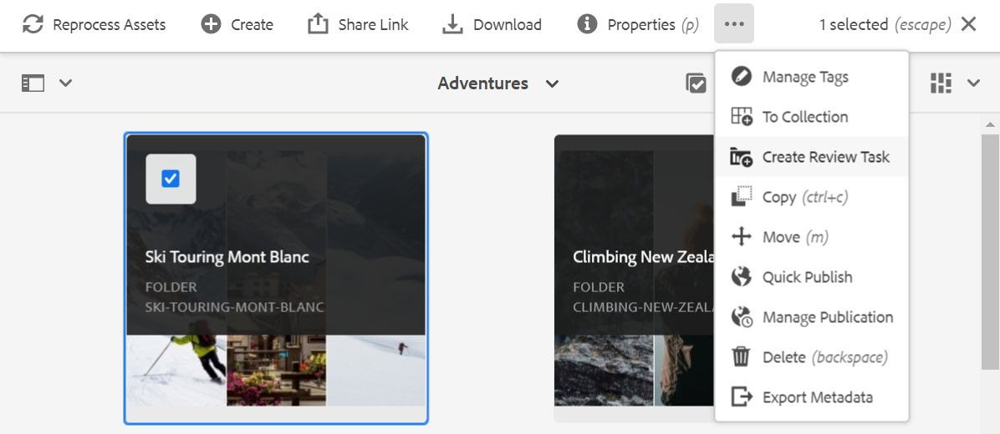 Reprocess Assets Create Share Link Download Properties (p) 1 selected (escape)
Adventures
Manage Tags
To Collection
Create Review Task
Copy (ctrl+c)
Move (m)
Quick Publish
Manage Publication
Delete (backspace)
Export Metadata
Ski Touring Mont Blanc
FOLDER
SKI-TOURING-MONT-BLANC
Climbing New Zeala
FOLDER
CLIMBING-NEW-ZEAL